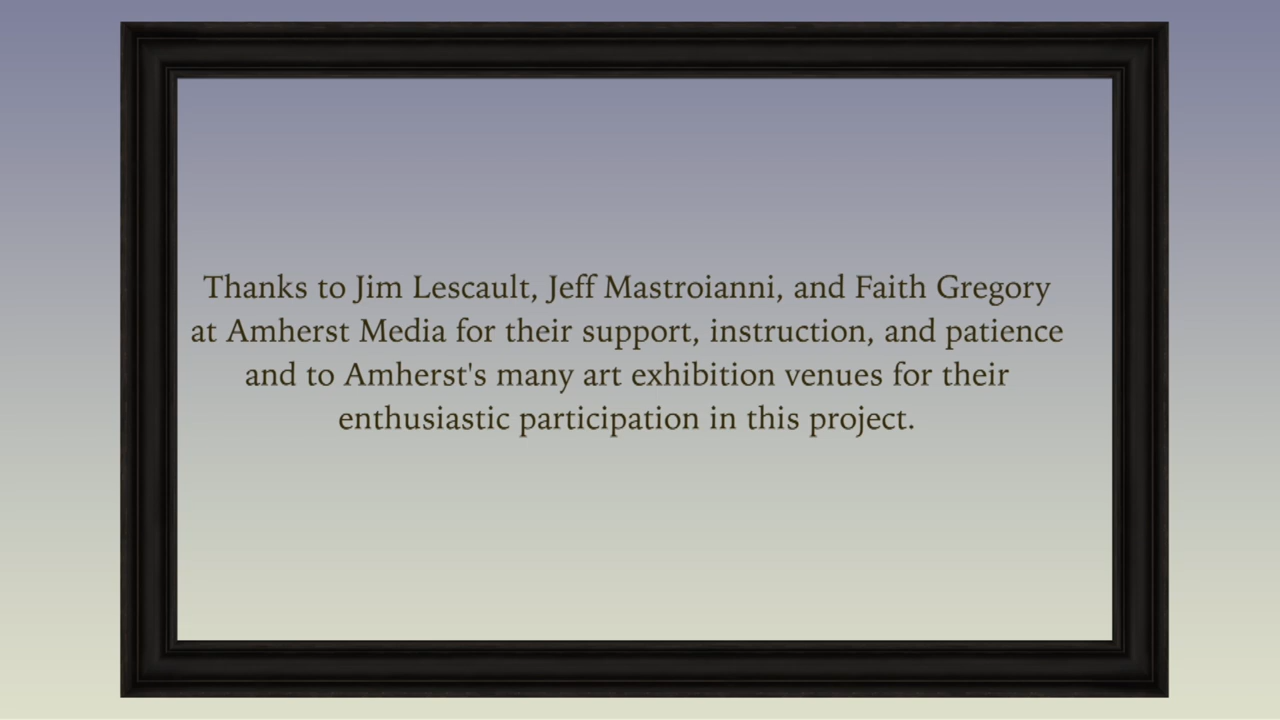 Thanks to Jim Lescault, Jeff Mastroianni, and Faith Gregory
at Amherst Media for their support, instruction, and patience
and to Amherst's many art exhibition venues for their
enthusiastic participation in this project.